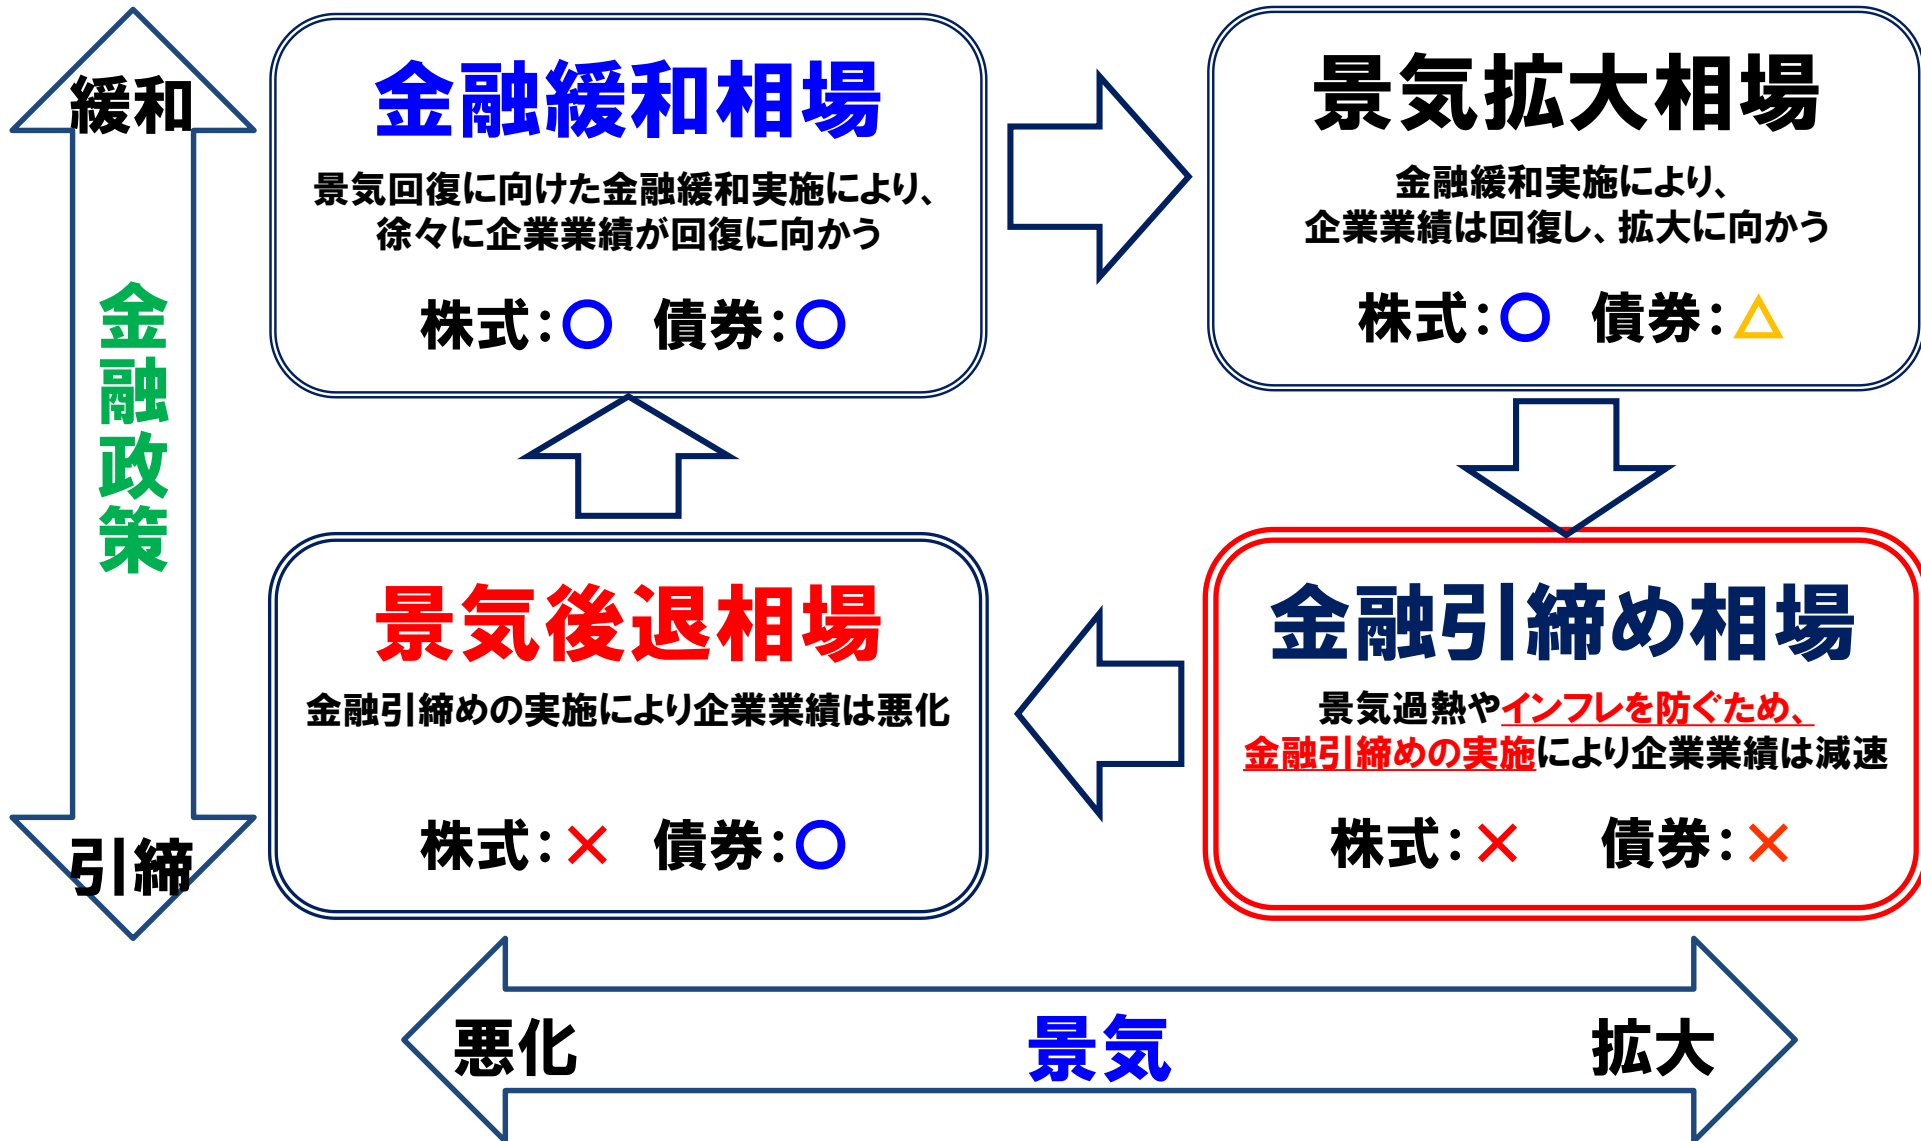 緩和
金融政策
引締
金融緩和相場
景気回復に向けた金融緩和実施により、
徐々に企業業績が回復に向かう
株式：○ 債券：○
景気拡大相場
金融緩和実施により、
企業業績は回復し、拡大に向かう
株式：○ 債券：△
景気後退相場
金融引締めの実施により企業業績は悪化
株式：× 債券：○
金融引締め相場
景気過熱やインフレを防ぐため、
金融引締めの実施により企業業績は減速
株式：× 債券：×
悪化 景気 拡大